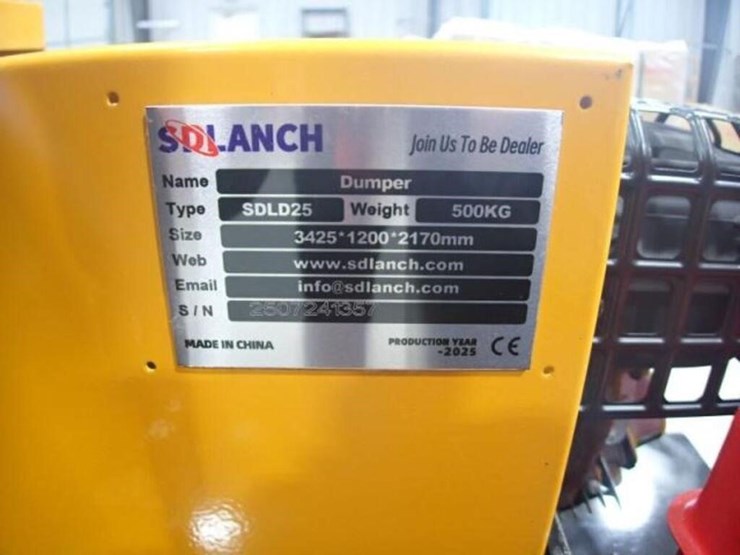 SDLANCH Join Us To Be Dealer
Name Dumper
Type SDLD25 Weight 500KG
Size 3425*1200*2170mm
Web www.sdlanch.com
Email info@sdlanch.com
S / N 2507241357
MADE IN CHINA PRODUCTION YEAR
-2025 CE